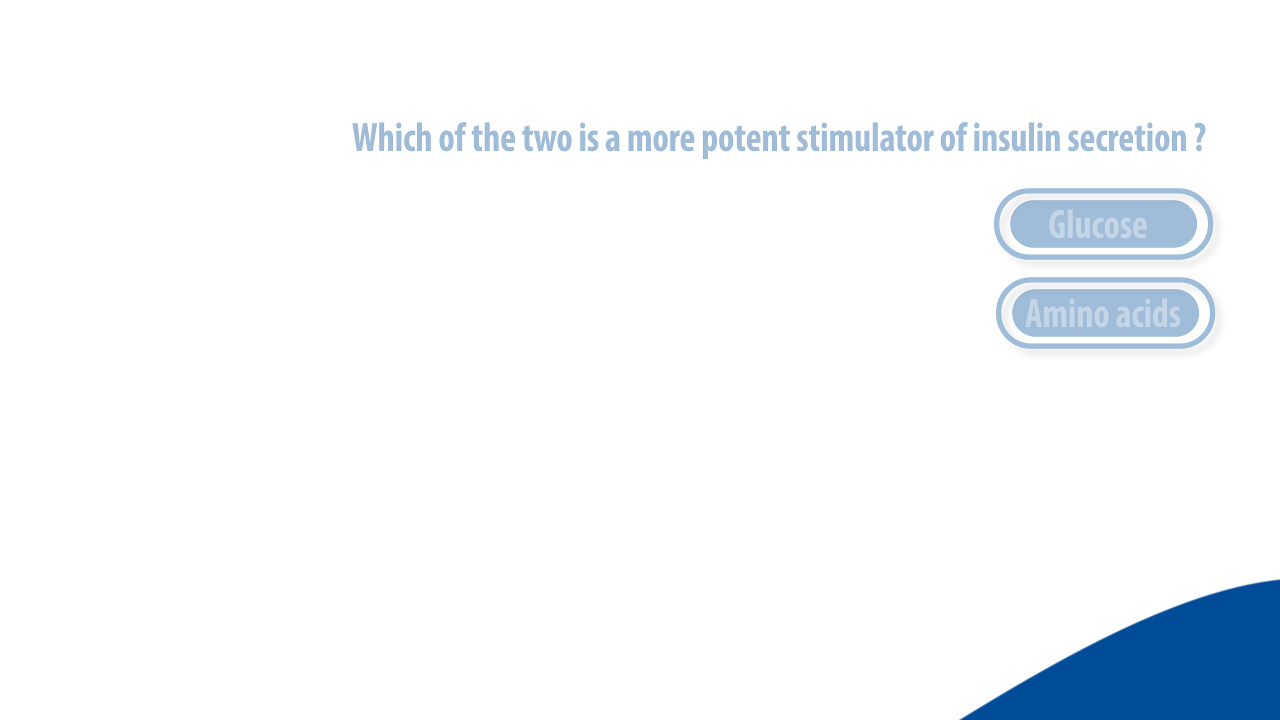 Which of the two is a more potent stimulator of insulin secretion ?
Glucose
Amino acids